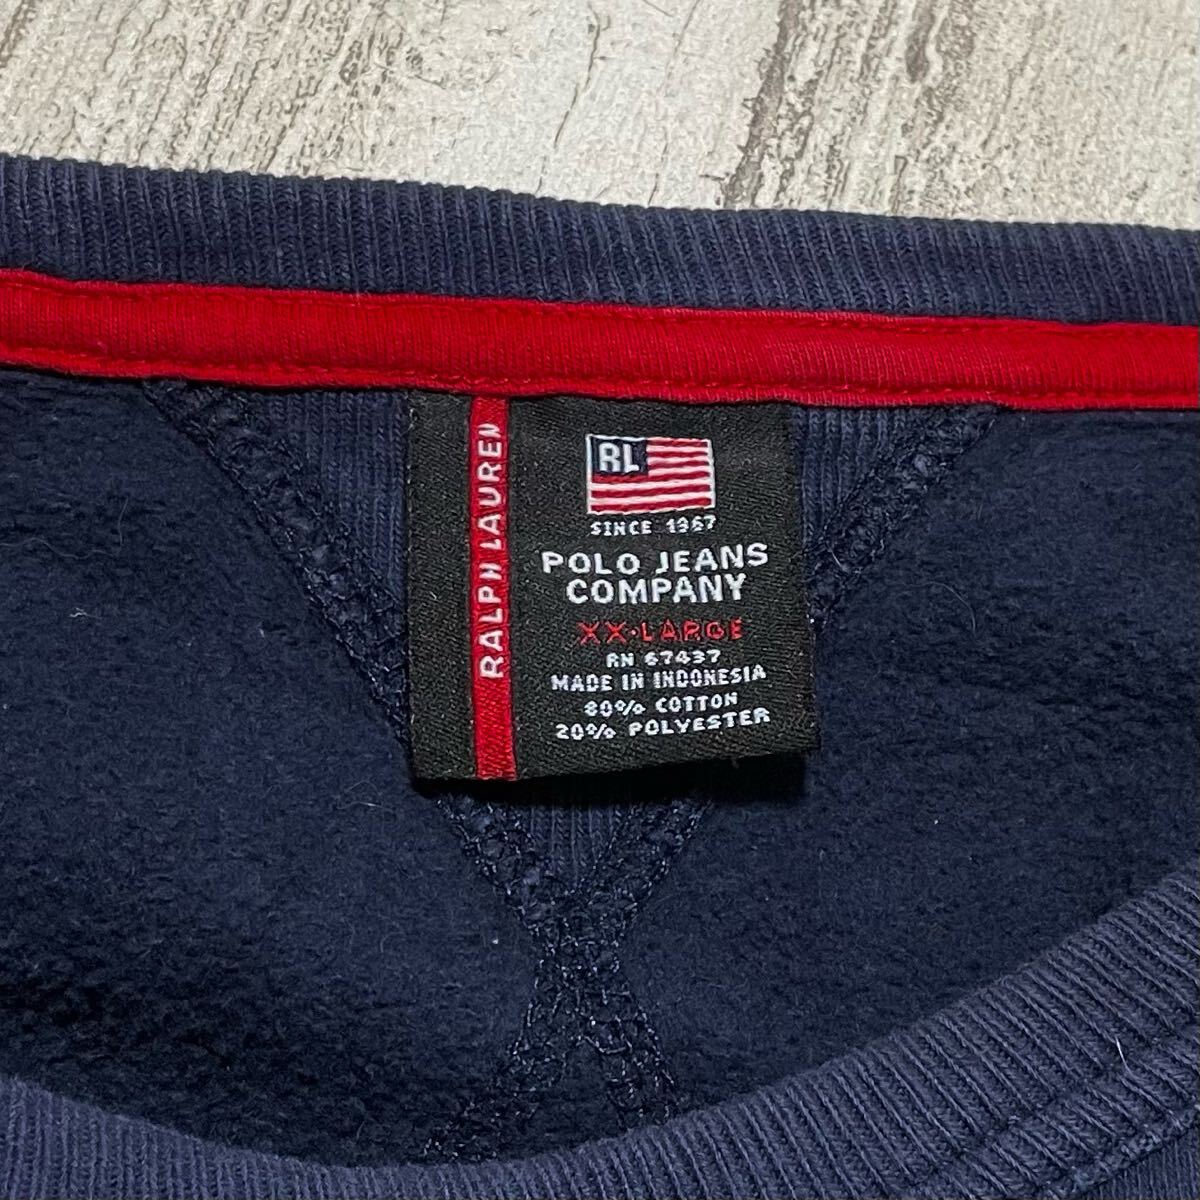 RALPH LAUREN
RL
SINCE 1967
POLO JEANS
COMPANY
XX-LARGE
RN 67437
MADE IN INDONESIA
80% COTTON
20% POLYESTER